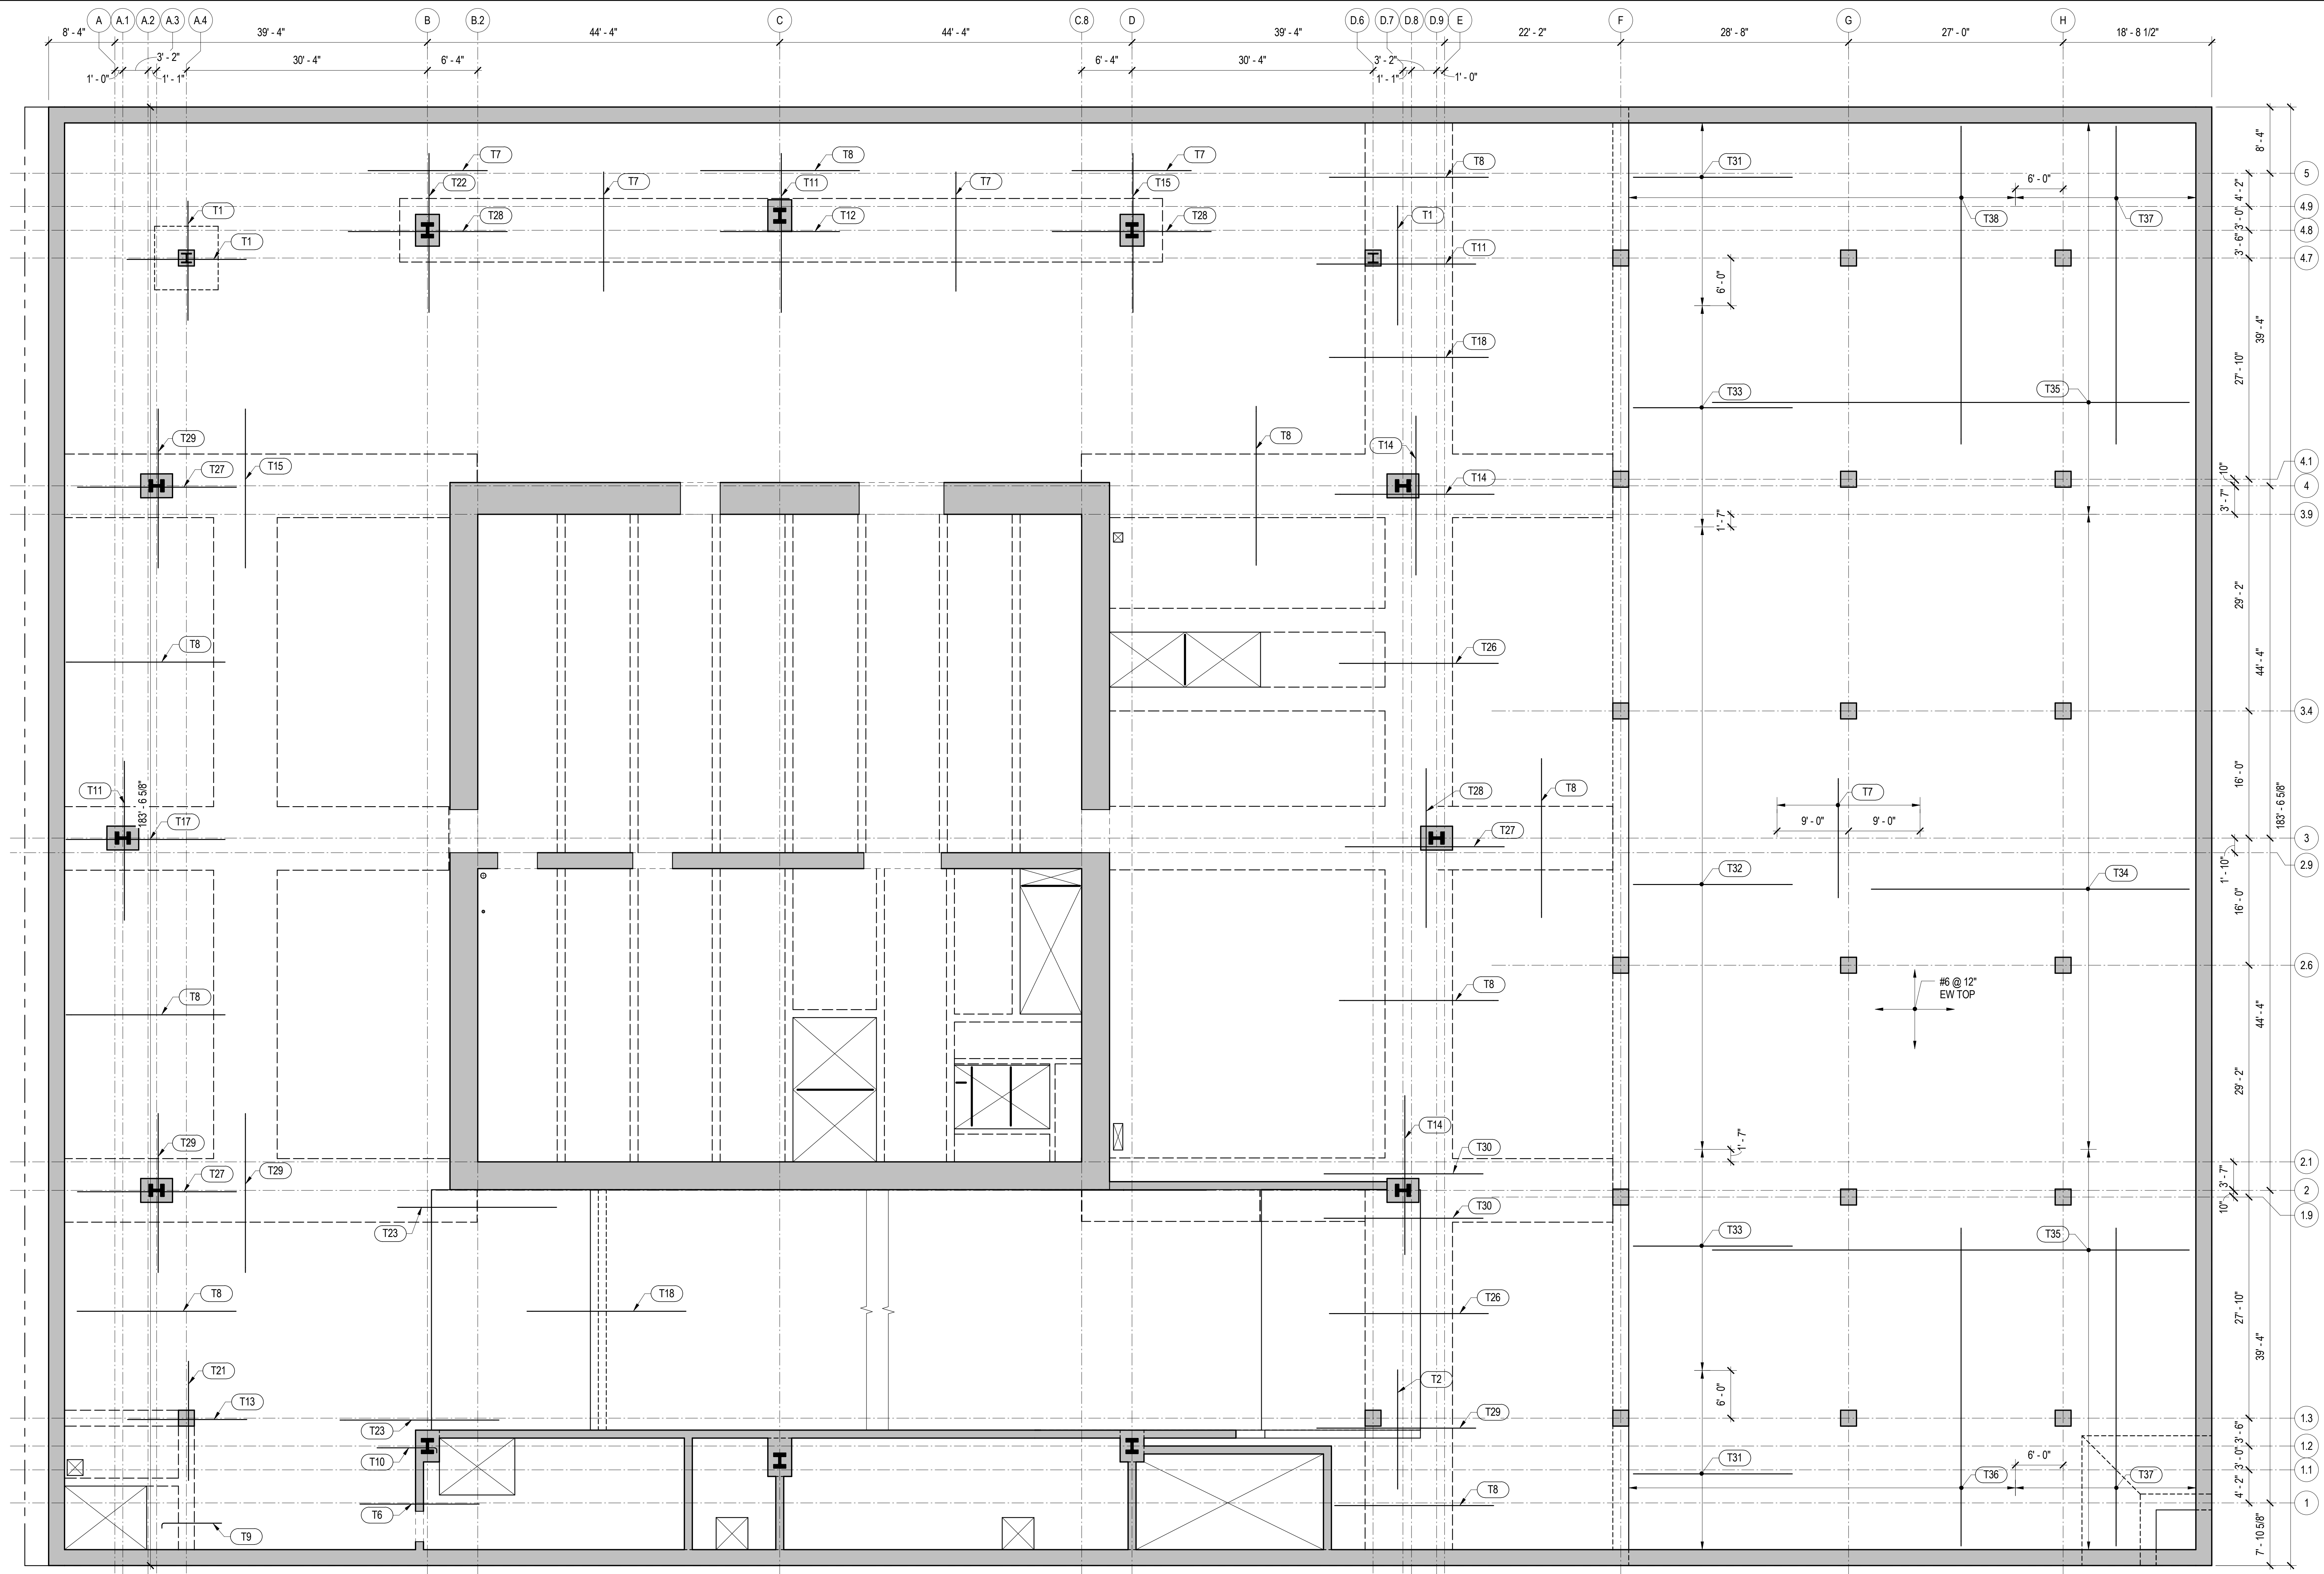 A A.1 A.2 A.3 A.4 B B.2 C C.8 D D.6 D.7 D.8 D.9 E F G H
8' - 4" 39' - 4" 44' - 4" 44' - 4" 39' - 4" 22' - 2" 28' - 8" 27' - 0" 18' - 8 1/2"
3' - 2" 30' - 4" 6' - 4" 6' - 4" 30' - 4" 3' - 2"
1' - 0" 1' - 1" 1' - 1" 1' - 0"
8' - 4"
T7 T8 T7 T8 T31
5
T22 T7 T11 T7 T15 6' - 0"
4' - 2"
4.9
T1 T28 T12 T28 T1 T38 T37
3' - 0"
4.8
T1 T11
3' - 6"
4.7
6' - 0"
39' - 4"
T18
27' - 10"
T33 T35
T29 T8 T14
T27 T15 T14
4.1
10"
4
3' - 7"
3.9
1' - 7"
29' - 2"
T8 T26
44' - 4"
3.4
T11 183' - 6 5/8" T28 T8 T7
16' - 0"
183' - 6 5/8"
T17 T27 9' - 0" 9' - 0"
3
2.9
1' - 10"
T32 T34
16' - 0"
2.6
T8 T8
#6 @ 12"
EW TOP
44' - 4"
29' - 2"
T29 T14 1' - 7"
2.1
T27 T29 T30
3' - 7"
2
T23 T30
10"
1.9
T33 T35
T8 T18 T26
27' - 10"
39' - 4"
T21 T2
T13 6' - 0"
1.3
T23 T29
3' - 6"
1.2
T10 T31 6' - 0"
3' - 0"
1.1
T36 T37
4' - 2"
T6 T8
1
T9
7' - 10 5/8"